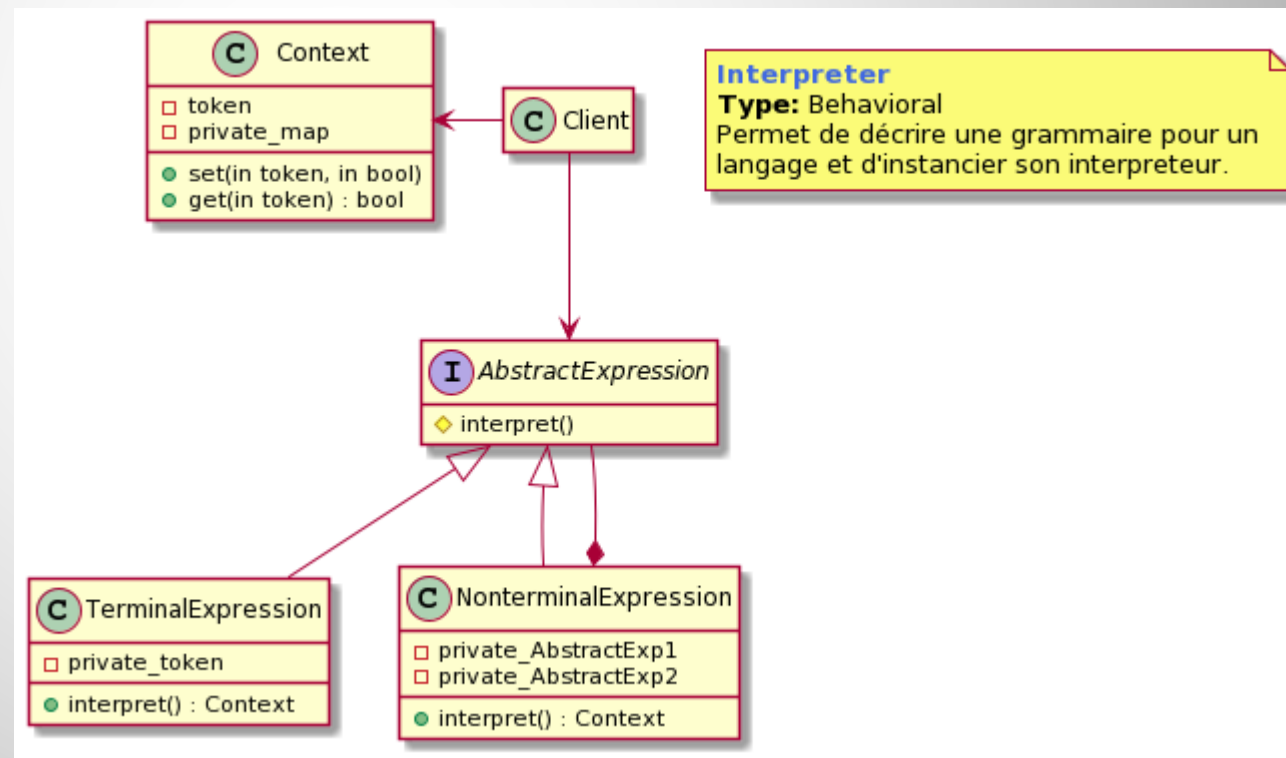 C Context
token
private_map
set(in token, in bool)
get(in token) : bool
C Client
Interpreter
Type: Behavioral
Permet de décrire une grammaire pour un
langage et d'instancier son interpreteur.
I AbstractExpression
interpret()
C TerminalExpression
private_token
interpret() : Context
C NonterminalExpression
private_AbstractExp1
private_AbstractExp2
interpret() : Context